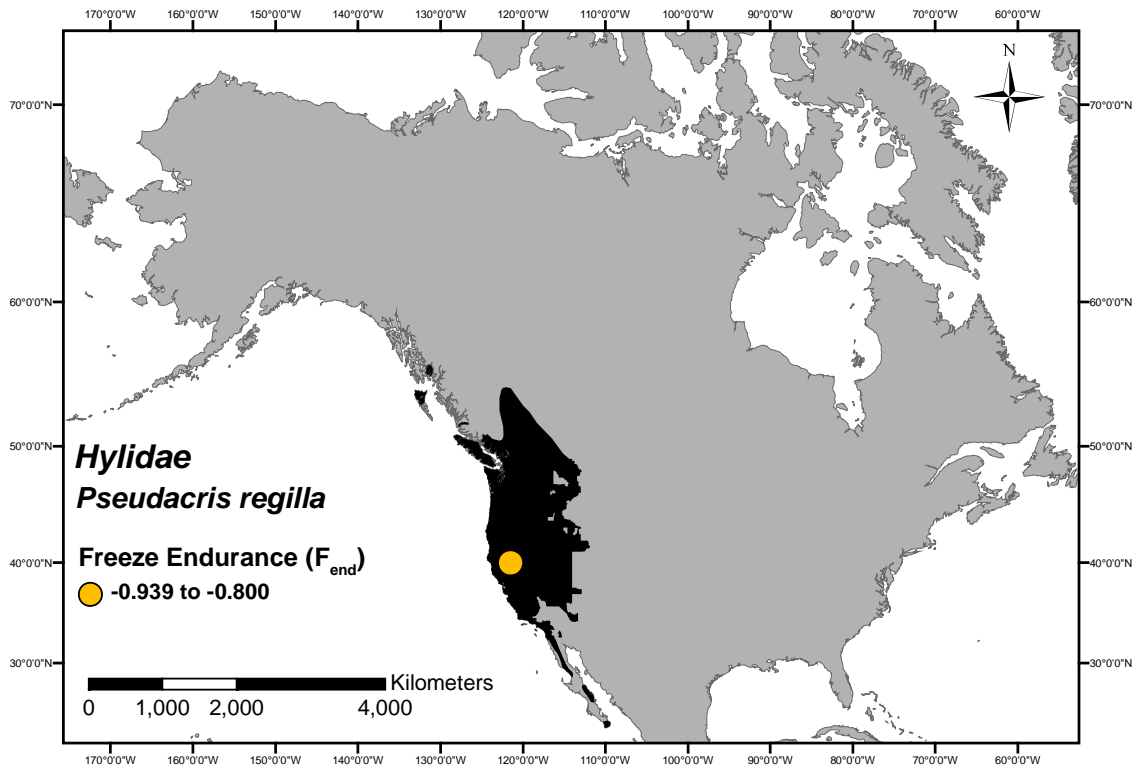 170°0'0"W 160°0'0"W 150°0'0"W 140°0'0"W 130°0'0"W 120°0'0"W 110°0'0"W 100°0'0"W 90°0'0"W 80°0'0"W 70°0'0"W 60°0'0"W
N
70°0'0"N 70°0'0"N
60°0'0"N 60°0'0"N
50°0'0"N 50°0'0"N
Hylidae
Pseudacris regilla
Freeze Endurance (Fend)
40°0'0"N 40°0'0"N
-0.939 to -0.800
30°0'0"N 30°0'0"N
Kilometers
0 1,000 2,000 4,000
170°0'0"W 160°0'0"W 150°0'0"W 140°0'0"W 130°0'0"W 120°0'0"W 110°0'0"W 100°0'0"W 90°0'0"W 80°0'0"W 70°0'0"W 60°0'0"W